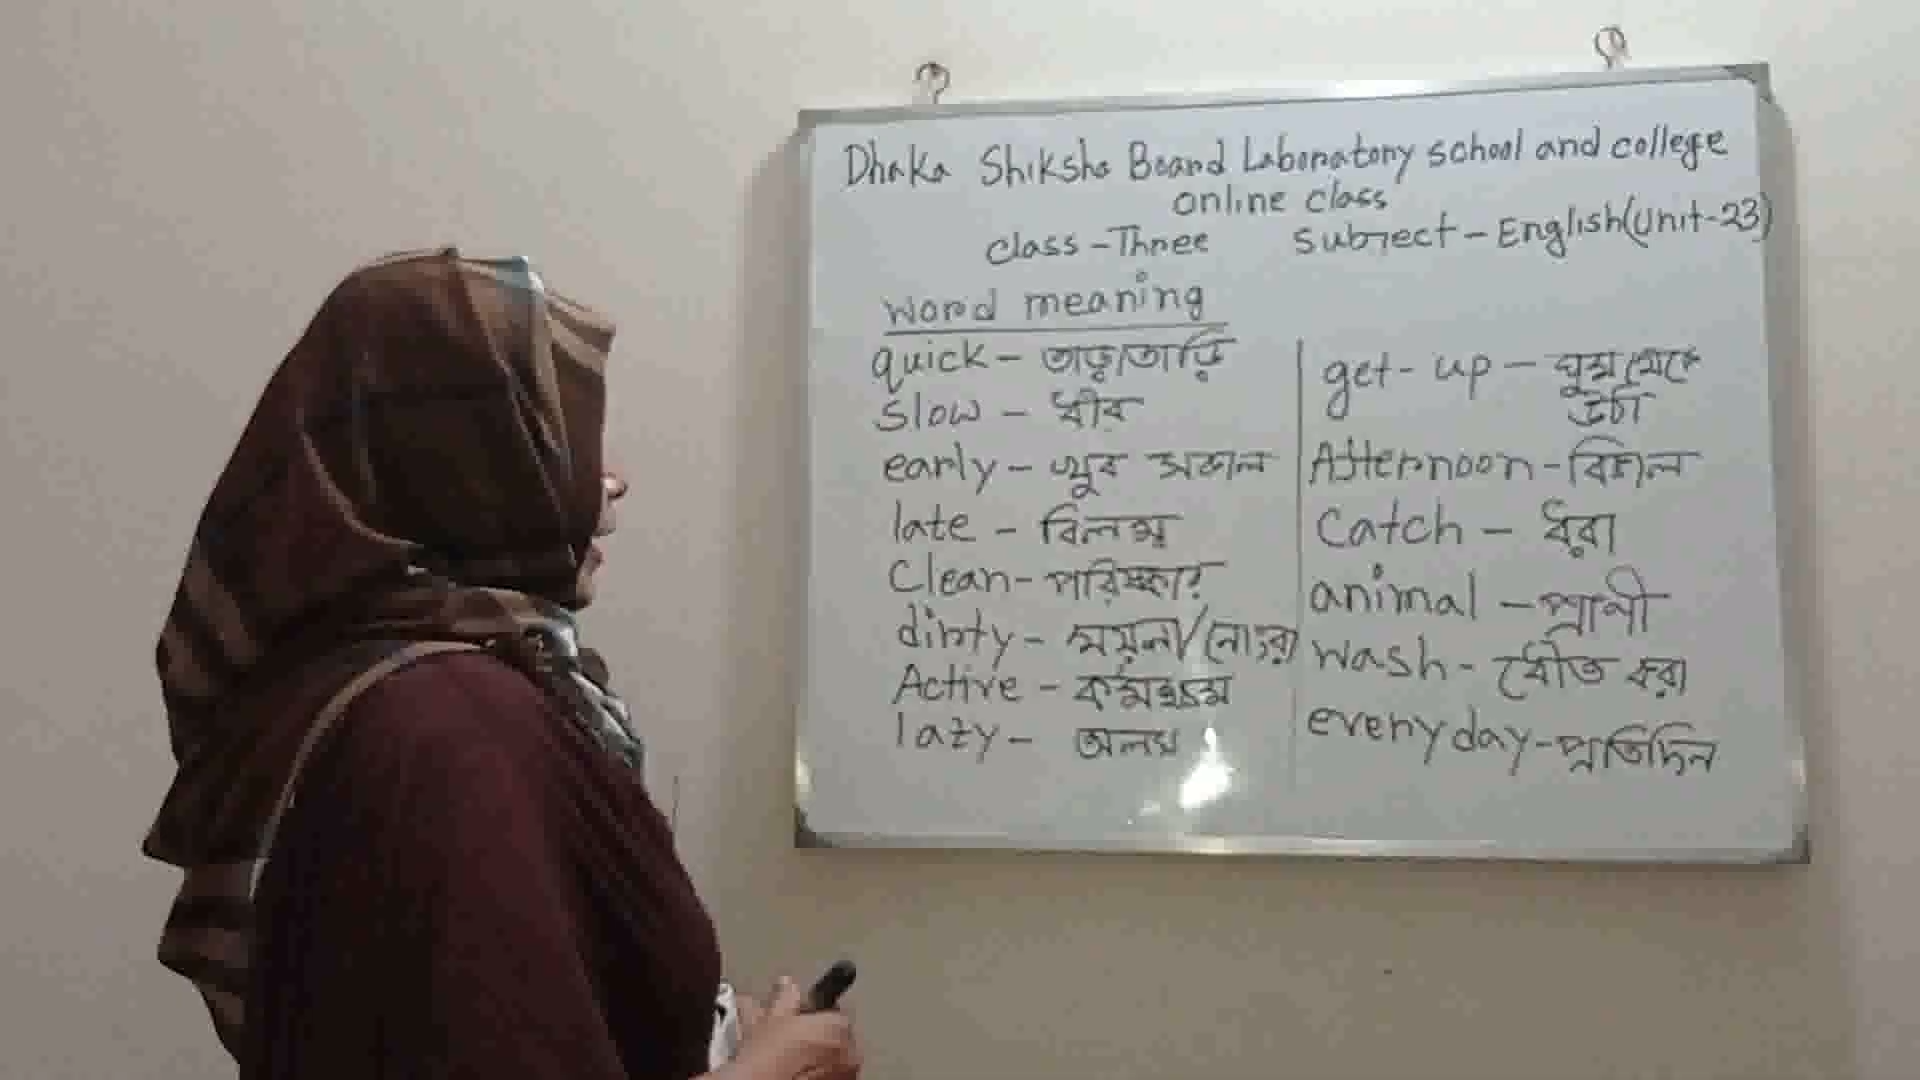 Dhaka Shiksha Board Laboratory school and college
online class
class - Three subject - English (Unit-23)
word meaning
quick - তাড়াতাড়ি
slow - ধীর
early - খুব সকাল
late - বিলম্ব
Clean - পরিষ্কার
dirty - ময়লা/নোংরা
Active - কর্মক্ষম
lazy - অলস
get-up - ঘুম থেকে
উঠা
Afternoon - বিকাল
Catch - ধরা
animal - প্রাণী
wash - ধৌত করা
everyday - প্রতিদিন